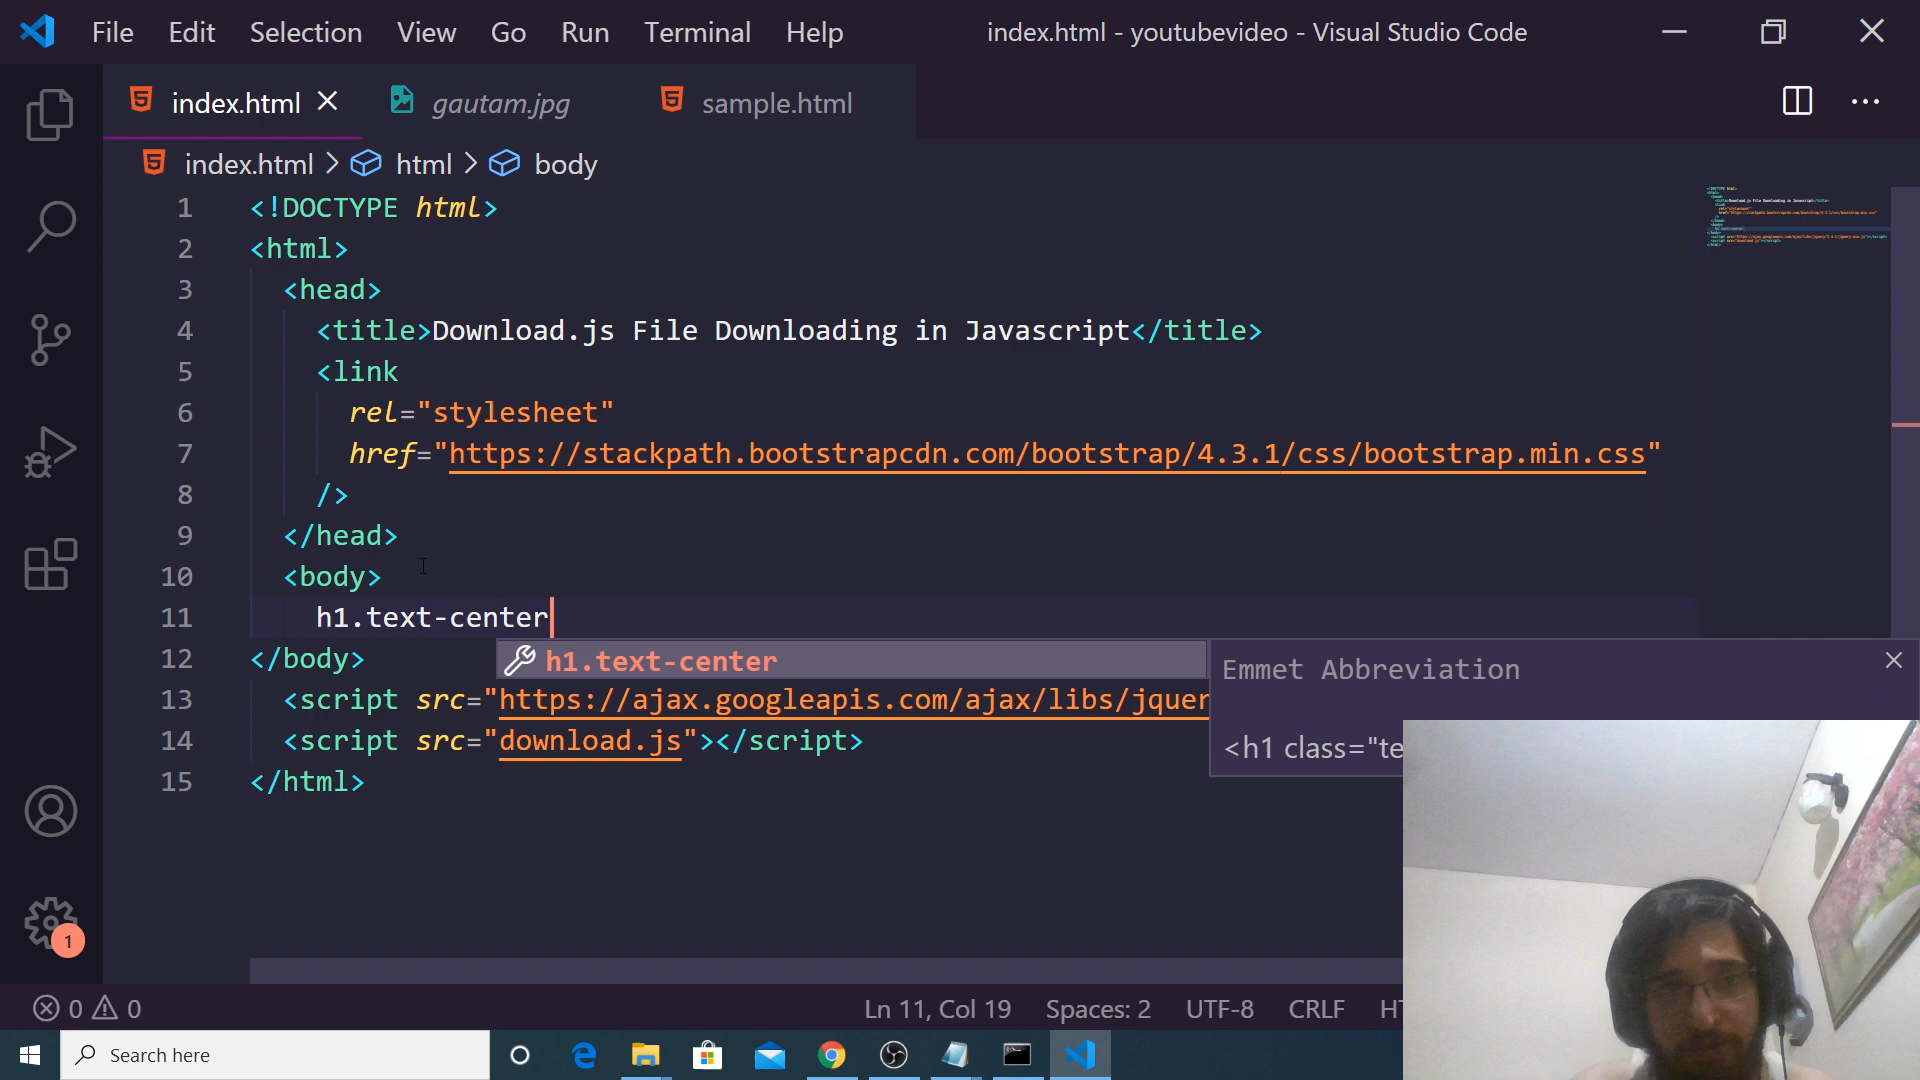 File Edit Selection View Go Run Terminal Help index.html - youtubevideo - Visual Studio Code
index.html gautam.jpg sample.html
index.html > html > body
1 <!DOCTYPE html>
2 <html>
3 <head>
4 <title>Download.js File Downloading in Javascript</title>
5 <link
6 rel="stylesheet"
7 href="https://stackpath.bootstrapcdn.com/bootstrap/4.3.1/css/bootstrap.min.css"
8 />
9 </head>
10 <body>
11 h1.text-center
12 </body>
h1.text-center
Emmet Abbreviation
13 <script src="https://ajax.googleapis.com/ajax/libs/jquer
14 <script src="download.js"></script>
<h1 class="te
15 </html>
1
0 0 Ln 11, Col 19 Spaces: 2 UTF-8 CRLF HT
Search here